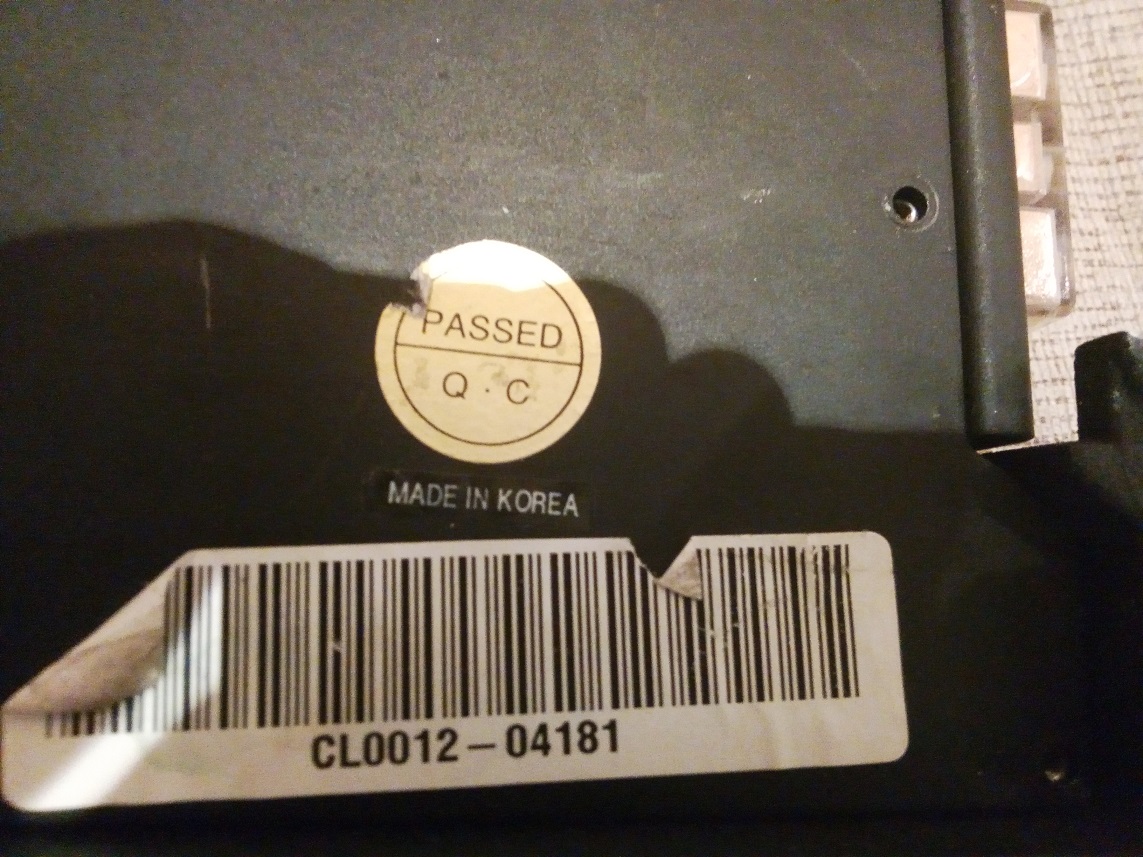 PASSED
Q · C
MADE IN KOREA
CL0012-04181